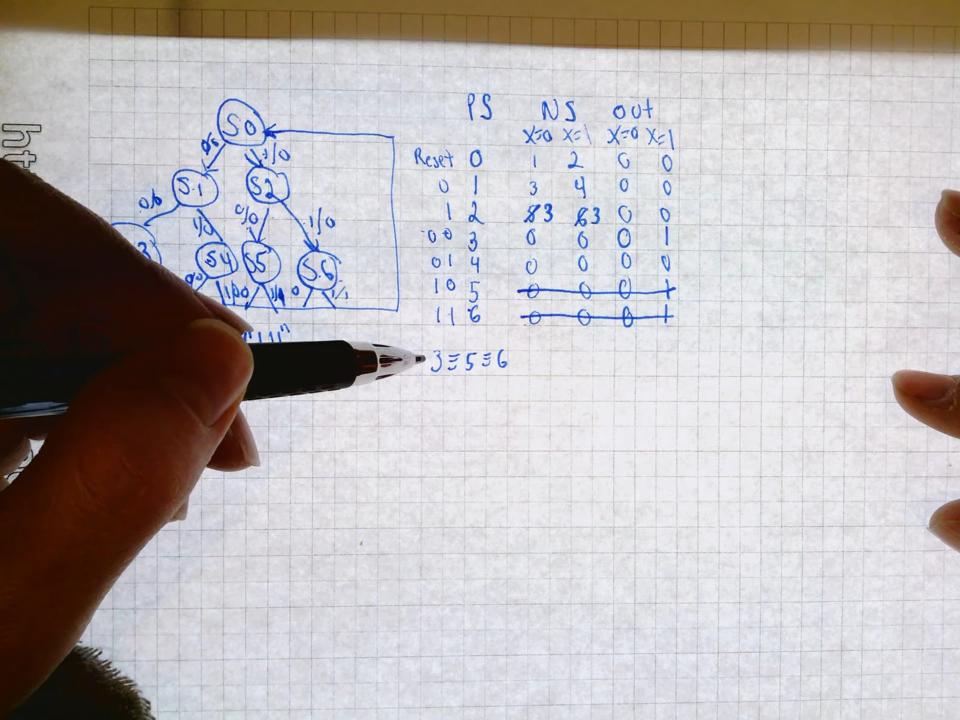 PS NS out
x=0 x=1 x=0 x=1
Reset 0 1 2 0 0
0 1 3 4 0 0
1 2 3 3 0 0
00 3 0 0 0 1
01 4 0 0 0 0
10 5 0 0 0 1
11 6 0 0 0 1
3≡5≡6
S0
1/0
S1 S2
0/0 1/0 0/0 1/0
3 S4 S5 S6
"111"
ht